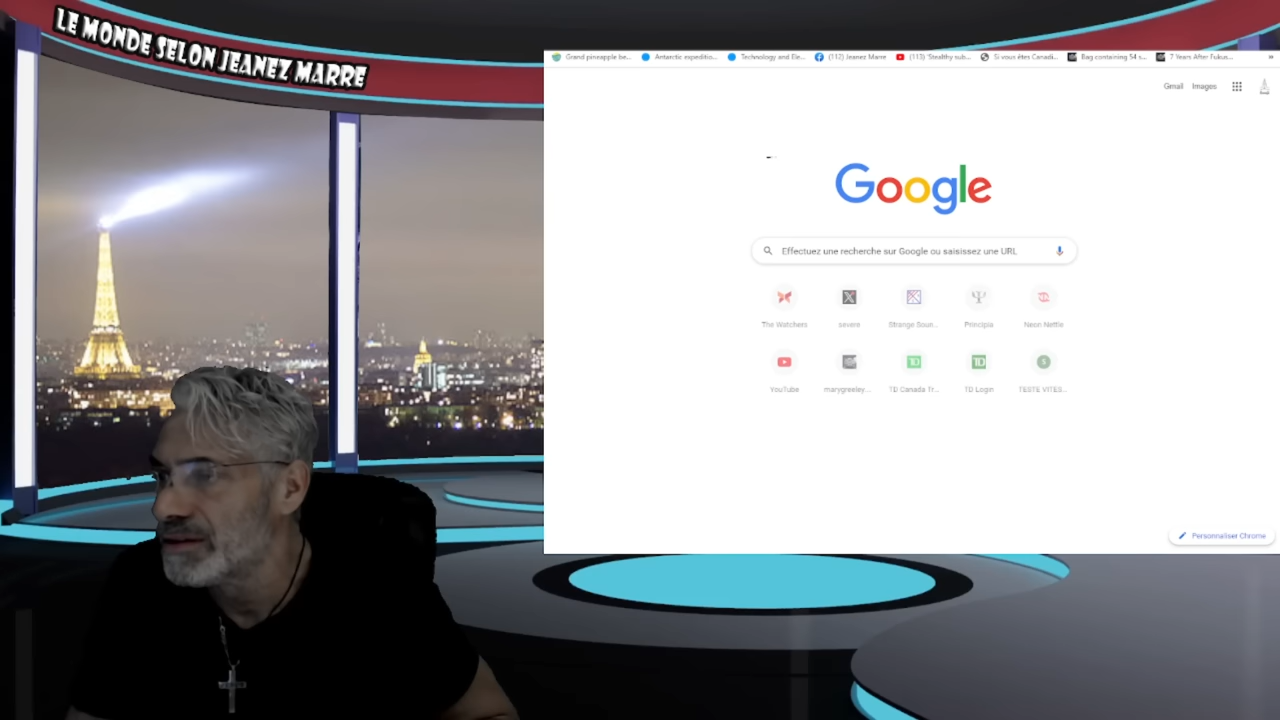 LE MONDE SELON JEANEZ MARRE
Grand pineapple be... Antarctic expeditio... Technology and Ele... (112) Jeanez Marre (113) 'Stealthy sub... Si vous êtes Canadi... Bag containing 54 s... 7 Years After Fukus... »
Gmail Images
Google
Effectuez une recherche sur Google ou saisissez une URL
The Watchers severe Strange Soun... Principia Neon Nettle
YouTube marygreeley... TD Canada Tr... TD Login TESTE VITES...
Personnaliser Chrome